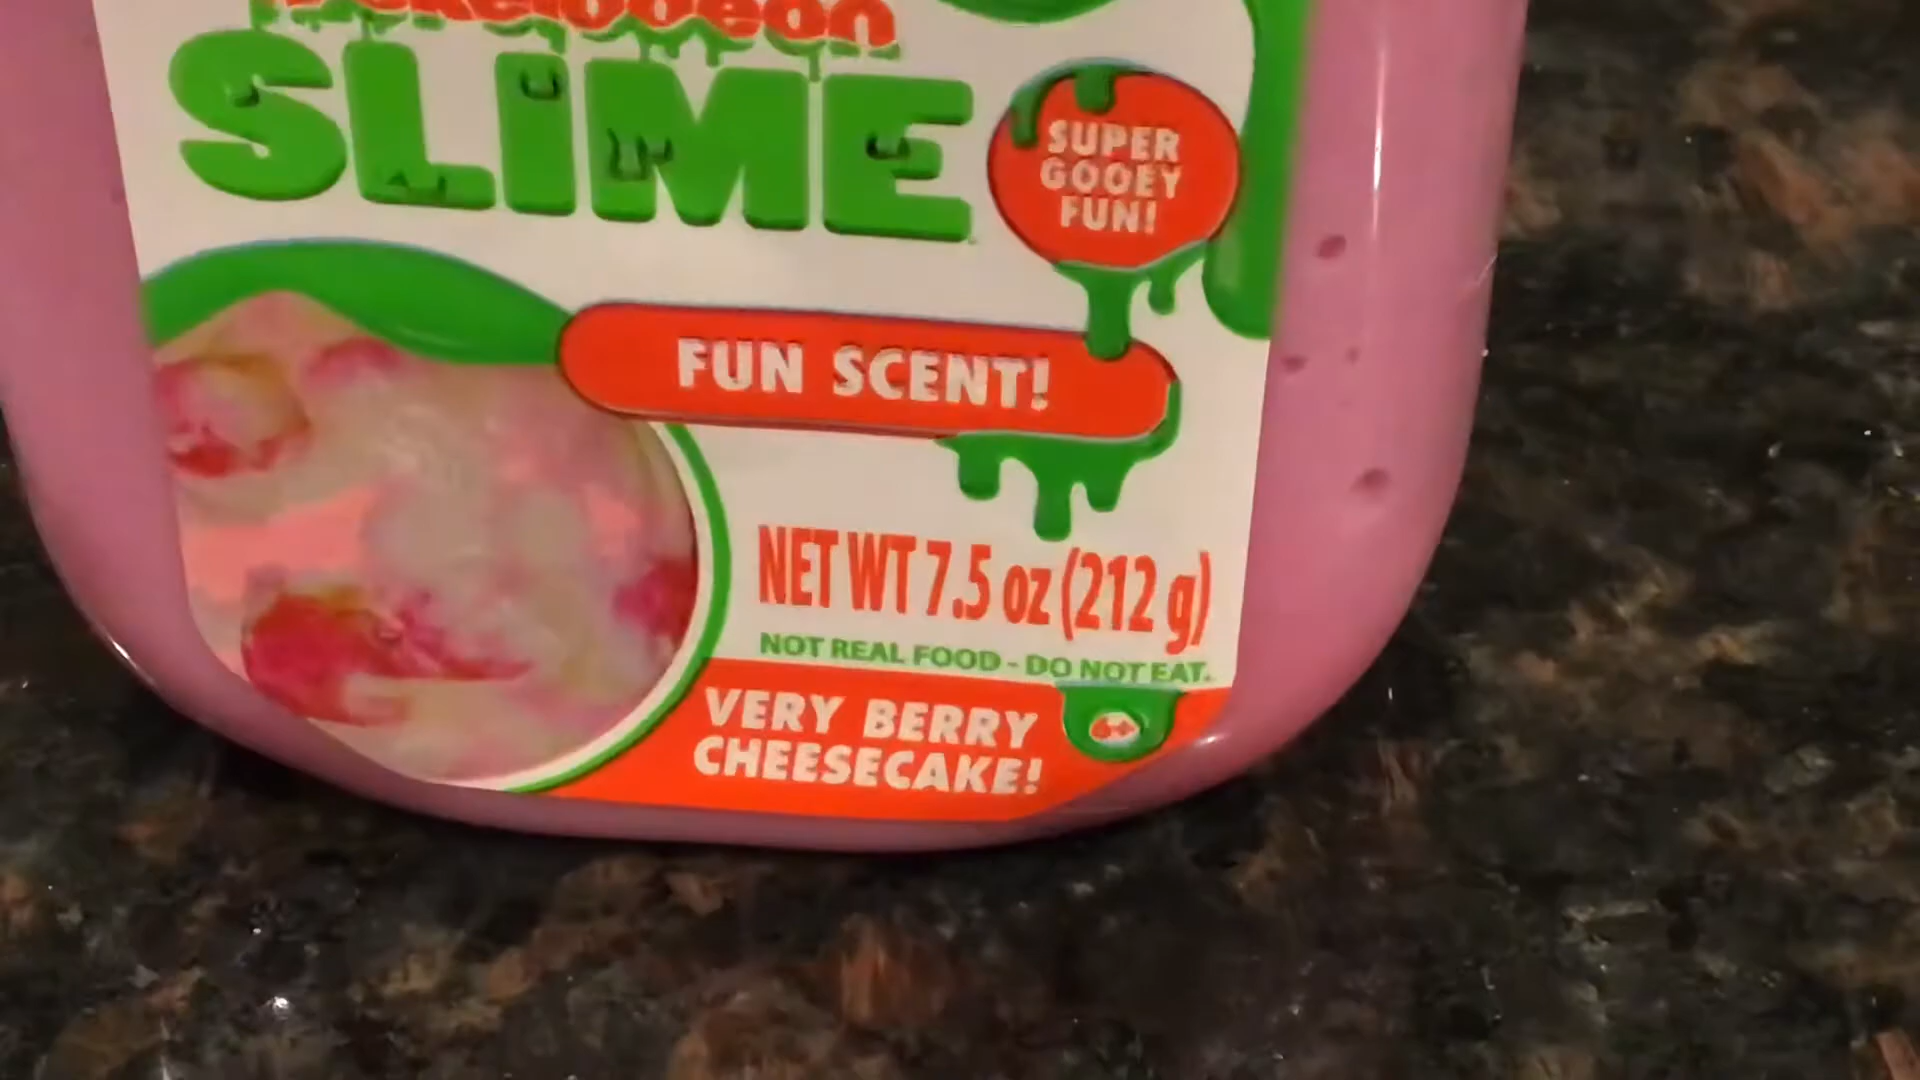 Nickelodeon
SLIME
SUPER
GOOEY
FUN!
FUN SCENT!
NET WT 7.5 oz (212 g)
NOT REAL FOOD - DO NOT EAT.
VERY BERRY
CHEESECAKE!